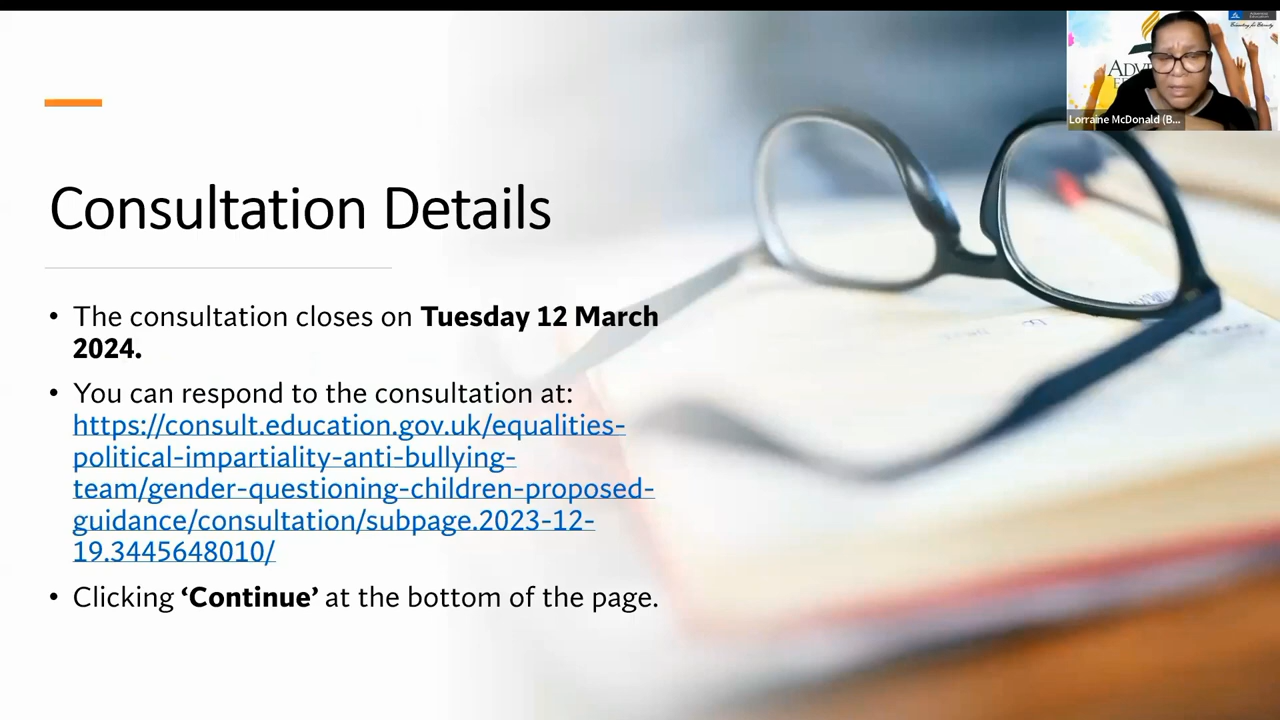 Consultation Details
• The consultation closes on Tuesday 12 March
2024.
• You can respond to the consultation at:
https://consult.education.gov.uk/equalities-
political-impartiality-anti-bullying-
team/gender-questioning-children-proposed-
guidance/consultation/subpage.2023-12-
19.3445648010/
• Clicking ‘Continue’ at the bottom of the page.
Lorraine McDonald (B...